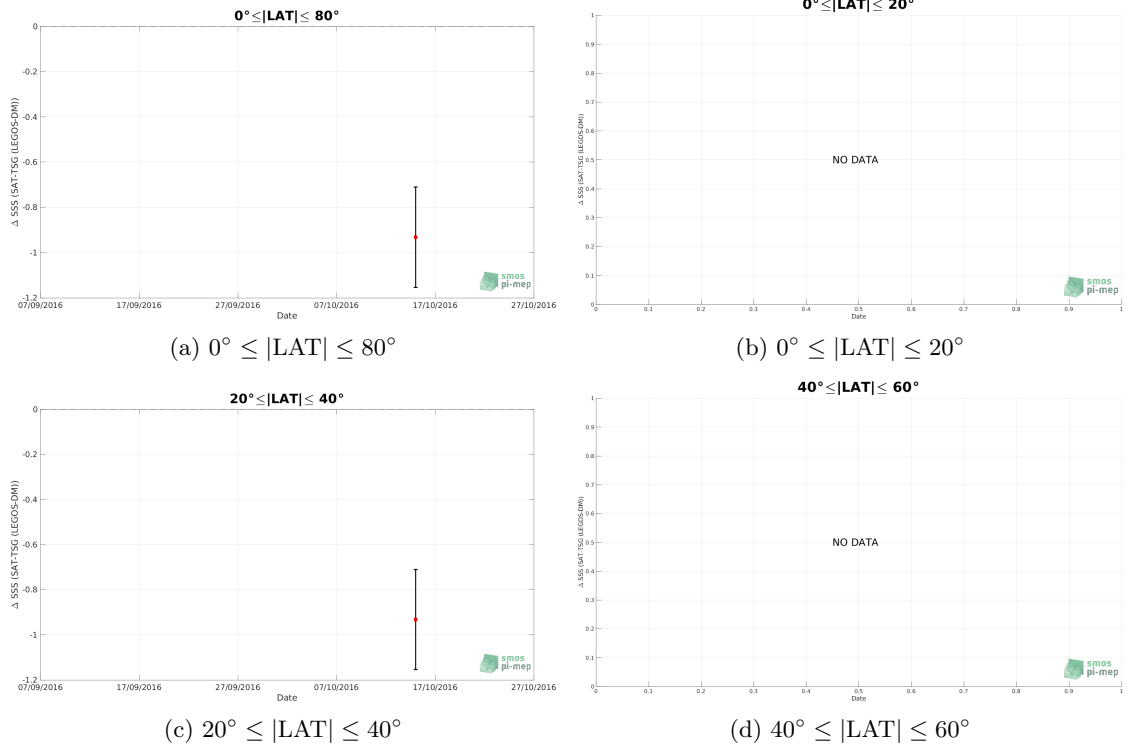 0°≤|LAT|≤ 80°
0
-0.2
-0.4
-0.6
-0.8
-1
-1.2
Δ SSS (SAT-TSG (LEGOS-DM))
07/09/2016 17/09/2016 27/09/2016 07/10/2016 17/10/2016 27/10/2016
Date
smos
pi-mep
(a) 0° ≤ |LAT| ≤ 80°
0°≤|LAT|≤ 20°
1
0.9
0.8
0.7
0.6
0.5
0.4
0.3
0.2
0.1
0
Δ SSS (SAT-TSG (LEGOS-DM))
NO DATA
0 0.1 0.2 0.3 0.4 0.5 0.6 0.7 0.8 0.9 1
Date
smos
pi-mep
(b) 0° ≤ |LAT| ≤ 20°
20°≤|LAT|≤ 40°
0
-0.2
-0.4
-0.6
-0.8
-1
-1.2
Δ SSS (SAT-TSG (LEGOS-DM))
07/09/2016 17/09/2016 27/09/2016 07/10/2016 17/10/2016 27/10/2016
Date
smos
pi-mep
(c) 20° ≤ |LAT| ≤ 40°
40°≤|LAT|≤ 60°
1
0.9
0.8
0.7
0.6
0.5
0.4
0.3
0.2
0.1
0
Δ SSS (SAT-TSG (LEGOS-DM))
NO DATA
0 0.1 0.2 0.3 0.4 0.5 0.6 0.7 0.8 0.9 1
Date
smos
pi-mep
(d) 40° ≤ |LAT| ≤ 60°